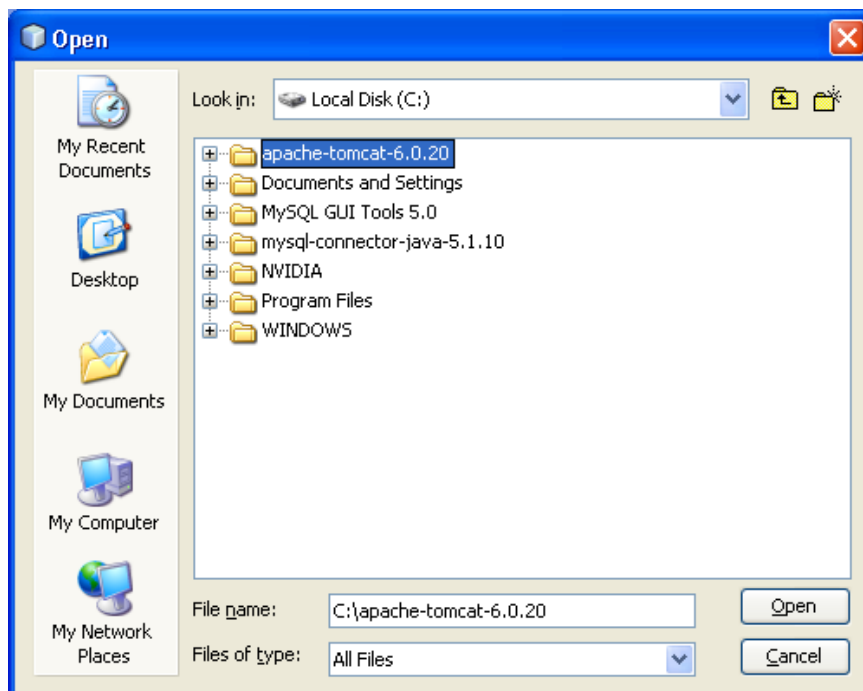 Open
Look in: Local Disk (C:)
My Recent
Documents
Desktop
My Documents
My Computer
My Network
Places
apache-tomcat-6.0.20
Documents and Settings
MySQL GUI Tools 5.0
mysql-connector-java-5.1.10
NVIDIA
Program Files
WINDOWS
File name: C:\apache-tomcat-6.0.20 Open
Files of type: All Files Cancel